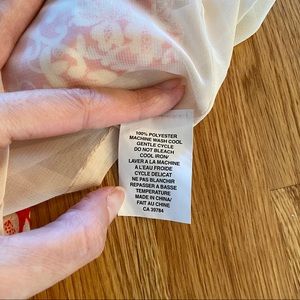 100% POLYESTER
MACHINE WASH COOL
GENTLE CYCLE
DO NOT BLEACH
COOL IRON/
LAVER A LA MACHINE
A L'EAU FROIDE
CYCLE DELICAT
NE PAS BLANCHIR
REPASSER A BASSE
TEMPERATURE
MADE IN CHINA/
FAIT AU CHINE
CA 39784